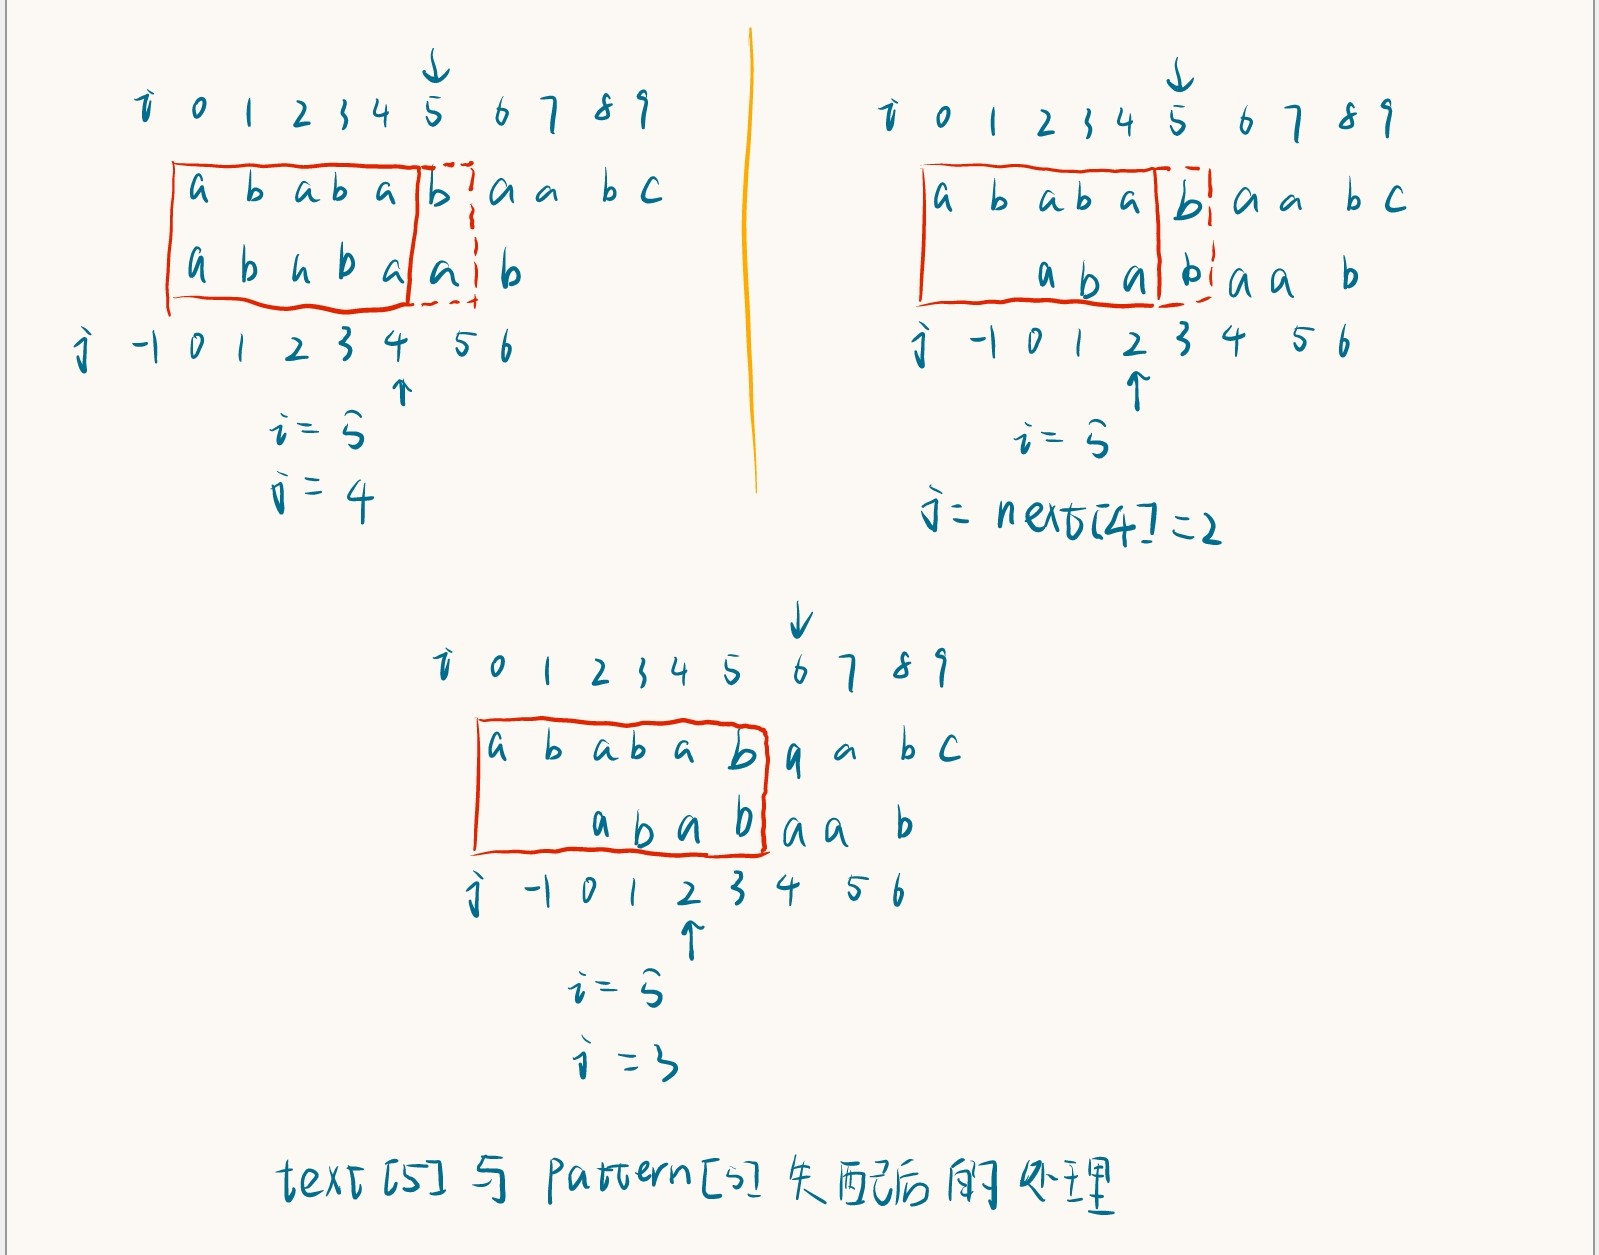 ↓
i 0 1 2 3 4 5 6 7 8 9
a b a b a b a a b c
a b a b a a b
j -1 0 1 2 3 4 5 6
↑
i = 5
j = 4
↓
i 0 1 2 3 4 5 6 7 8 9
a b a b a b a a b c
a b a b a a b
j -1 0 1 2 3 4 5 6
↑
i = 5
j = next[4] = 2
↓
i 0 1 2 3 4 5 6 7 8 9
a b a b a b a a b c
a b a b a a b
j -1 0 1 2 3 4 5 6
↑
i = 5
j = 3
text[5] 与 pattern[5] 失配后的处理